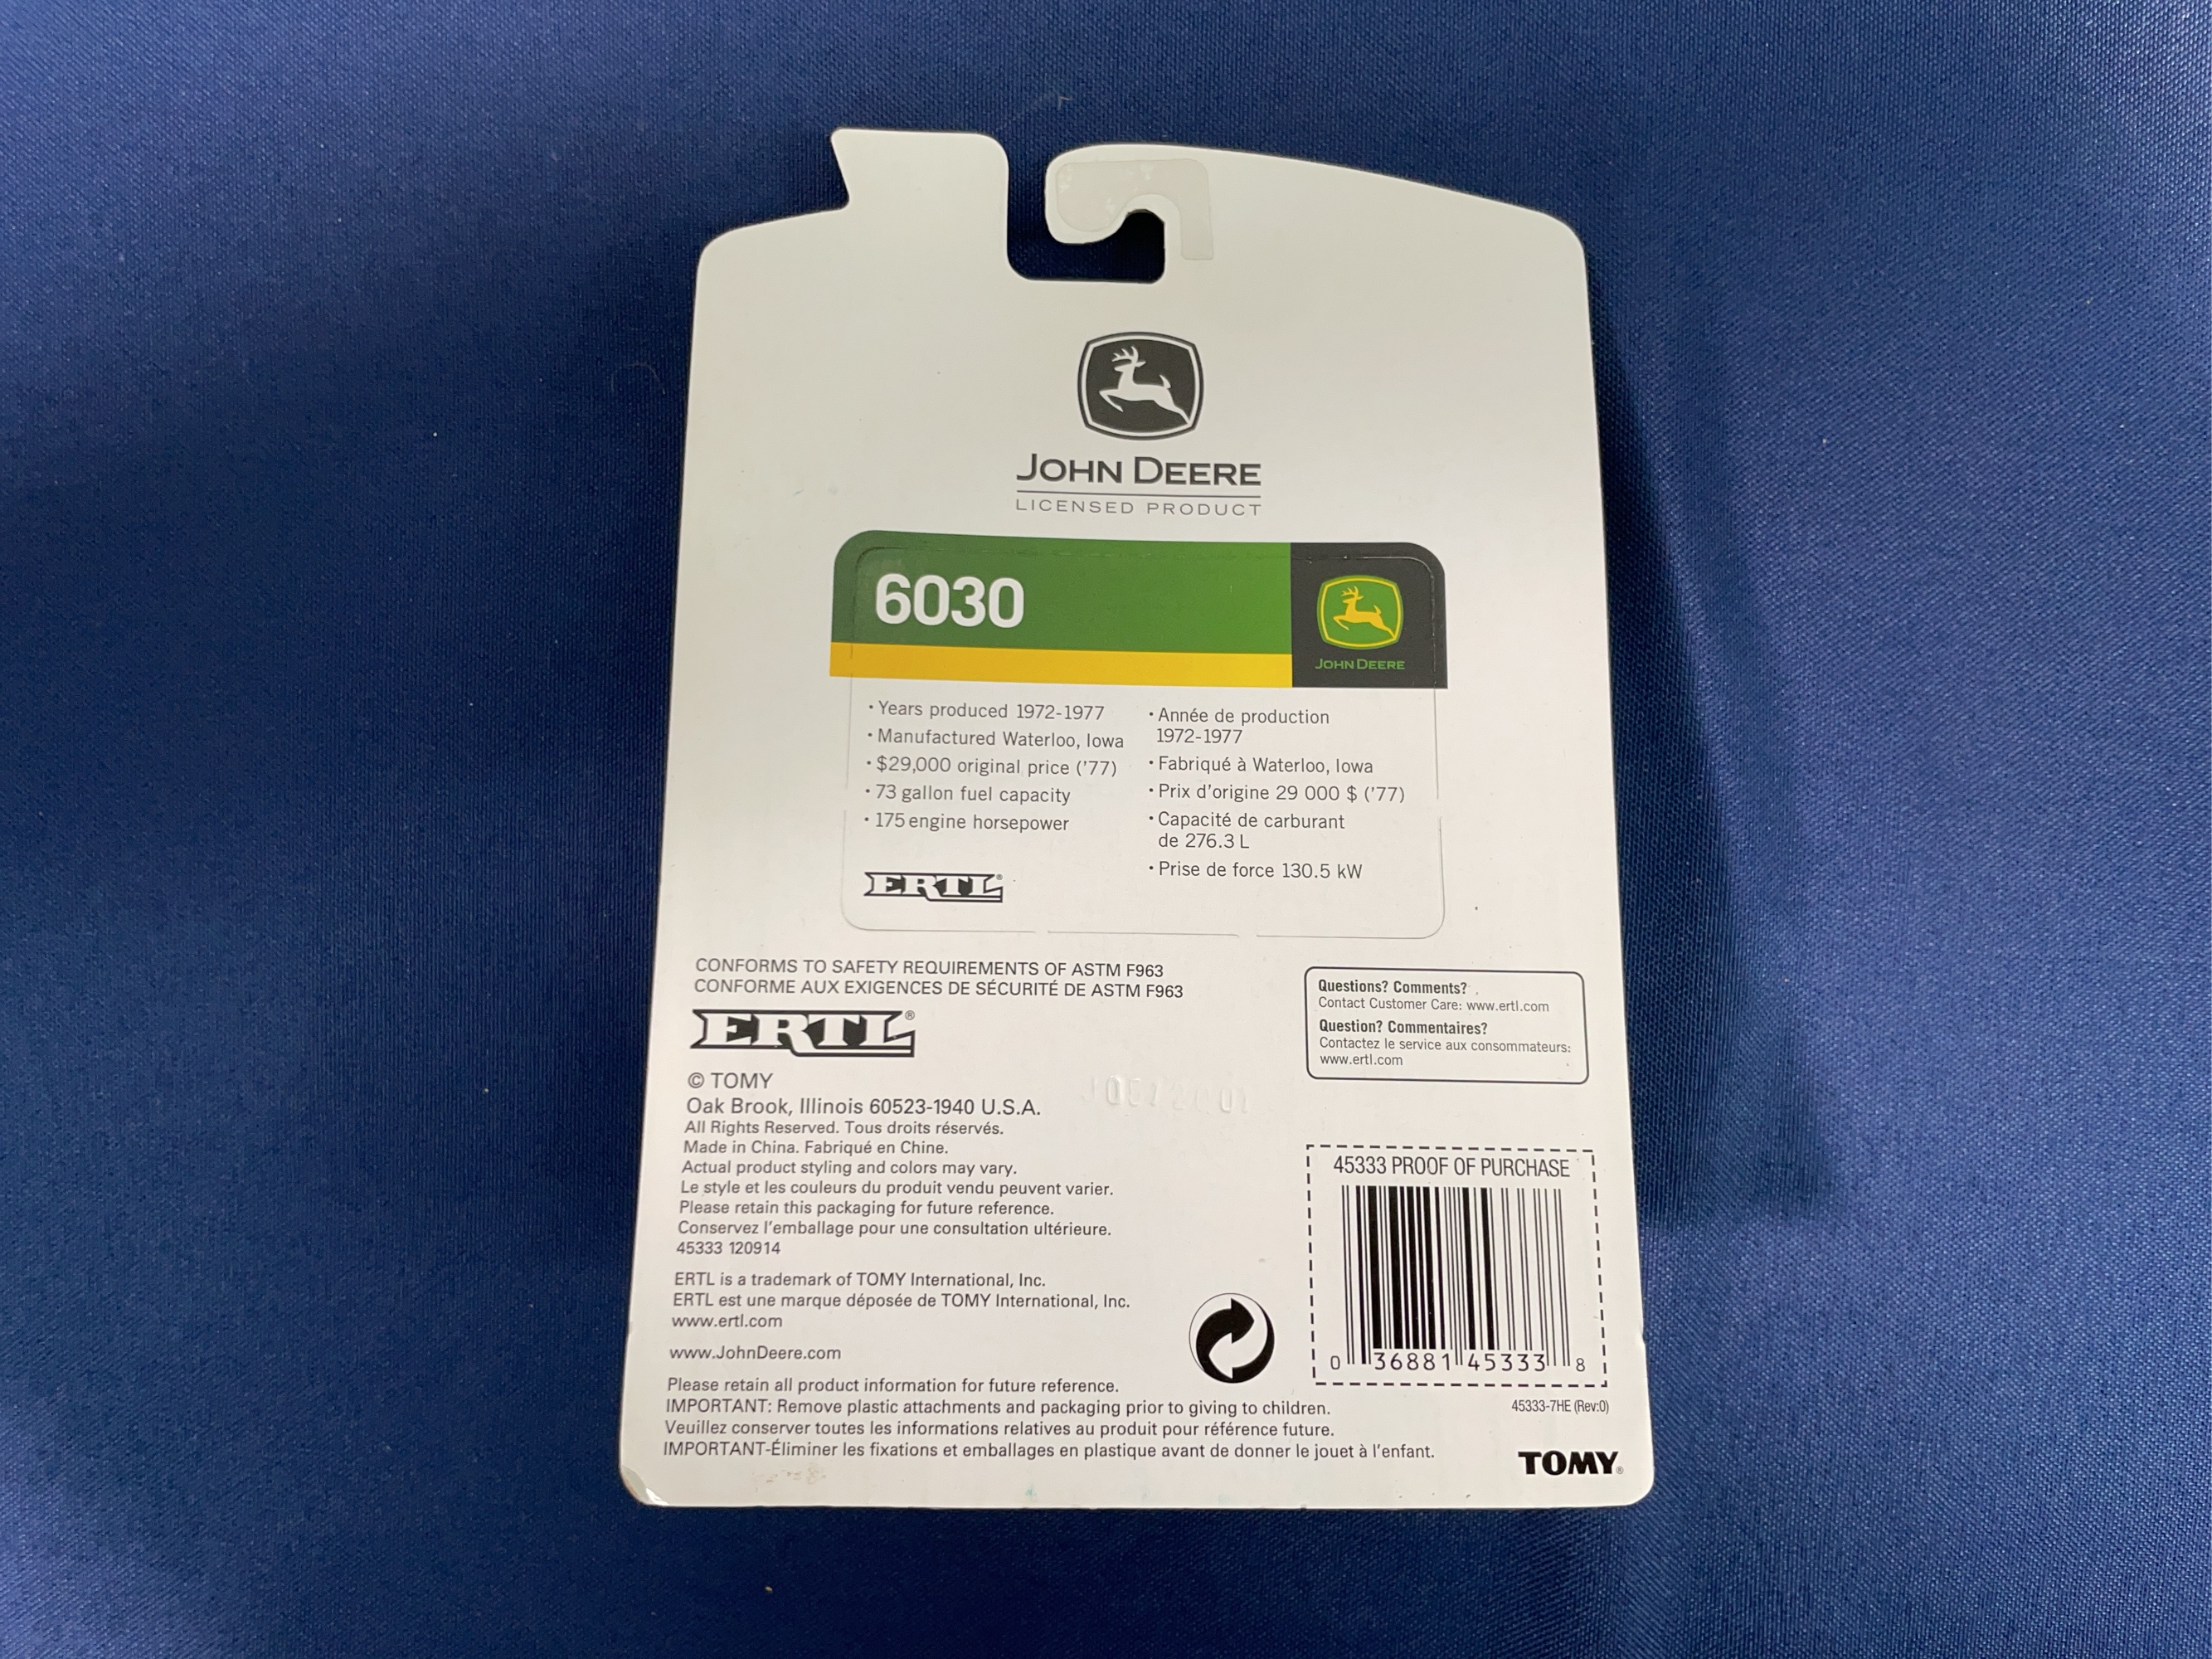 JOHN DEERE
LICENSED PRODUCT
6030
JOHN DEERE
• Years produced 1972-1977
• Manufactured Waterloo, Iowa
• $29,000 original price ('77)
• 73 gallon fuel capacity
• 175 engine horsepower
ERTL®
• Année de production
1972-1977
• Fabriqué à Waterloo, Iowa
• Prix d'origine 29 000 $ ('77)
• Capacité de carburant
de 276.3 L
• Prise de force 130.5 kW
CONFORMS TO SAFETY REQUIREMENTS OF ASTM F963
CONFORME AUX EXIGENCES DE SÉCURITÉ DE ASTM F963
ERTL®
© TOMY
Oak Brook, Illinois 60523-1940 U.S.A.
All Rights Reserved. Tous droits réservés.
Made in China. Fabriqué en Chine.
Actual product styling and colors may vary.
Le style et les couleurs du produit vendu peuvent varier.
Please retain this packaging for future reference.
Conservez l'emballage pour une consultation ultérieure.
45333 120914
ERTL is a trademark of TOMY International, Inc.
ERTL est une marque déposée de TOMY International, Inc.
www.ertl.com
www.JohnDeere.com
Please retain all product information for future reference.
IMPORTANT: Remove plastic attachments and packaging prior to giving to children.
Veuillez conserver toutes les informations relatives au produit pour référence future.
IMPORTANT-Éliminer les fixations et emballages en plastique avant de donner le jouet à l'enfant.
Questions? Comments?
Contact Customer Care: www.ertl.com
Question? Commentaires?
Contactez le service aux consommateurs:
www.ertl.com
45333 PROOF OF PURCHASE
0 36881 45333 8
45333-7HE (Rev:0)
TOMY®